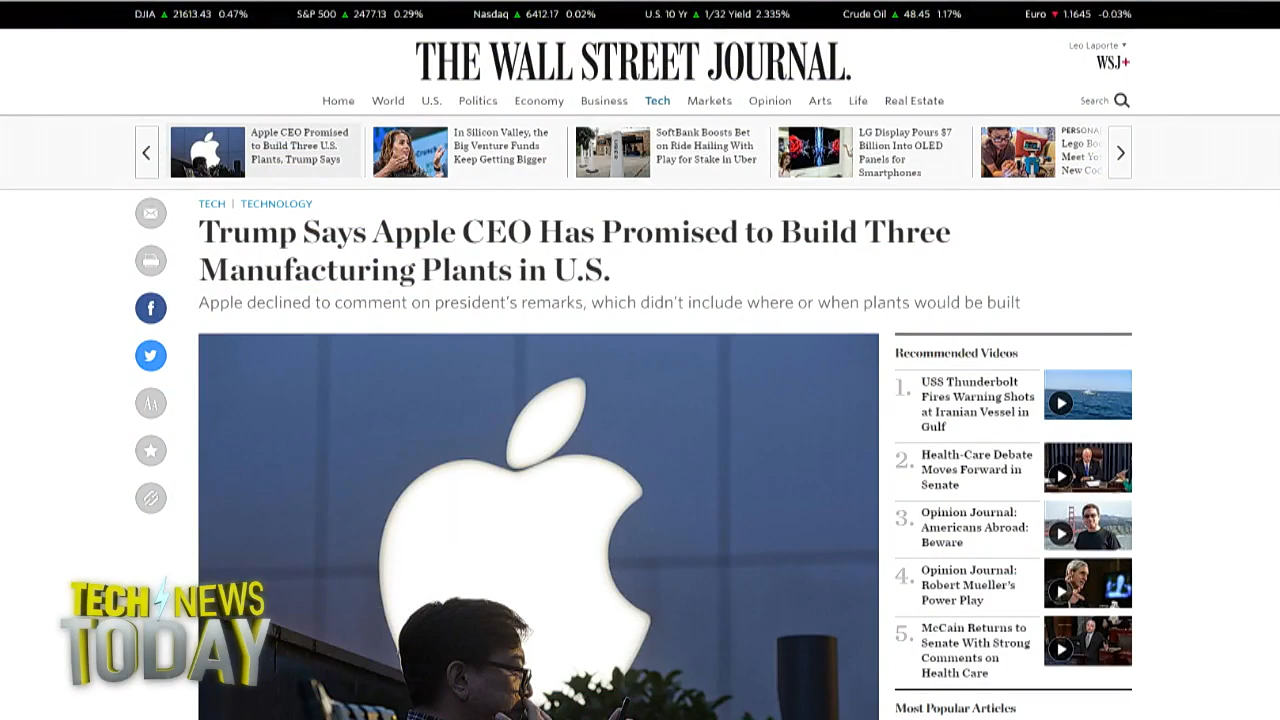 DJIA ▲ 21613.43 0.47% S&P 500 ▲ 2477.13 0.29% Nasdaq ▲ 6412.17 0.02% U.S. 10 Yr ▲ 1/32 Yield 2.335% Crude Oil ▲ 48.45 1.17% Euro ▼ 1.1645 -0.03%
THE WALL STREET JOURNAL.
Leo Laporte ▼
WSJ+
Home World U.S. Politics Economy Business Tech Markets Opinion Arts Life Real Estate Search
Apple CEO Promised
to Build Three U.S.
Plants, Trump Says
In Silicon Valley, the
Big Venture Funds
Keep Getting Bigger
SoftBank Boosts Bet
on Ride Hailing With
Play for Stake in Uber
LG Display Pours $7
Billion Into OLED
Panels for
Smartphones
PERSONA
Lego Boo
Meet Yo
New Coc
TECH | TECHNOLOGY
Trump Says Apple CEO Has Promised to Build Three
Manufacturing Plants in U.S.
Apple declined to comment on president's remarks, which didn't include where or when plants would be built
f
AA
Recommended Videos
1. USS Thunderbolt
Fires Warning Shots
at Iranian Vessel in
Gulf
2. Health-Care Debate
Moves Forward in
Senate
3. Opinion Journal:
Americans Abroad:
Beware
4. Opinion Journal:
Robert Mueller's
Power Play
5. McCain Returns to
Senate With Strong
Comments on
Health Care
Most Popular Articles
TECH NEWS
TODAY